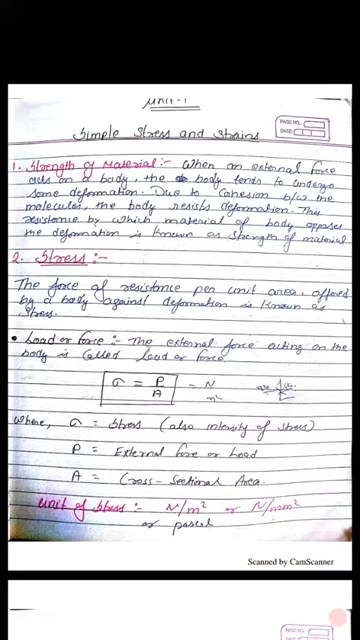 Unit-1
PAGE NO.:
DATE:
Simple Stress and Strains
1. Strength of Material :- When an external force
acts on a body, the body tends to undergo
some deformation. Due to Cohesion b/w the
molecules, the body resists deformation. This
resistance by which material of body opposes
the deformation is known as Strength of material
2. Stress :-
The force of resistance per unit area, offered
by a body against deformation is known as
stress.
• Load or force :- The external force acting on the
body is called load or force.
σ = P/A = N/m²
where, σ = Stress (also intensity of stress)
P = External force or Load
A = Cross-Sectional Area.
Unit of stress :- N/m² or N/mm²
or pascal
Scanned by CamScanner
PAGE NO.:
DATE: